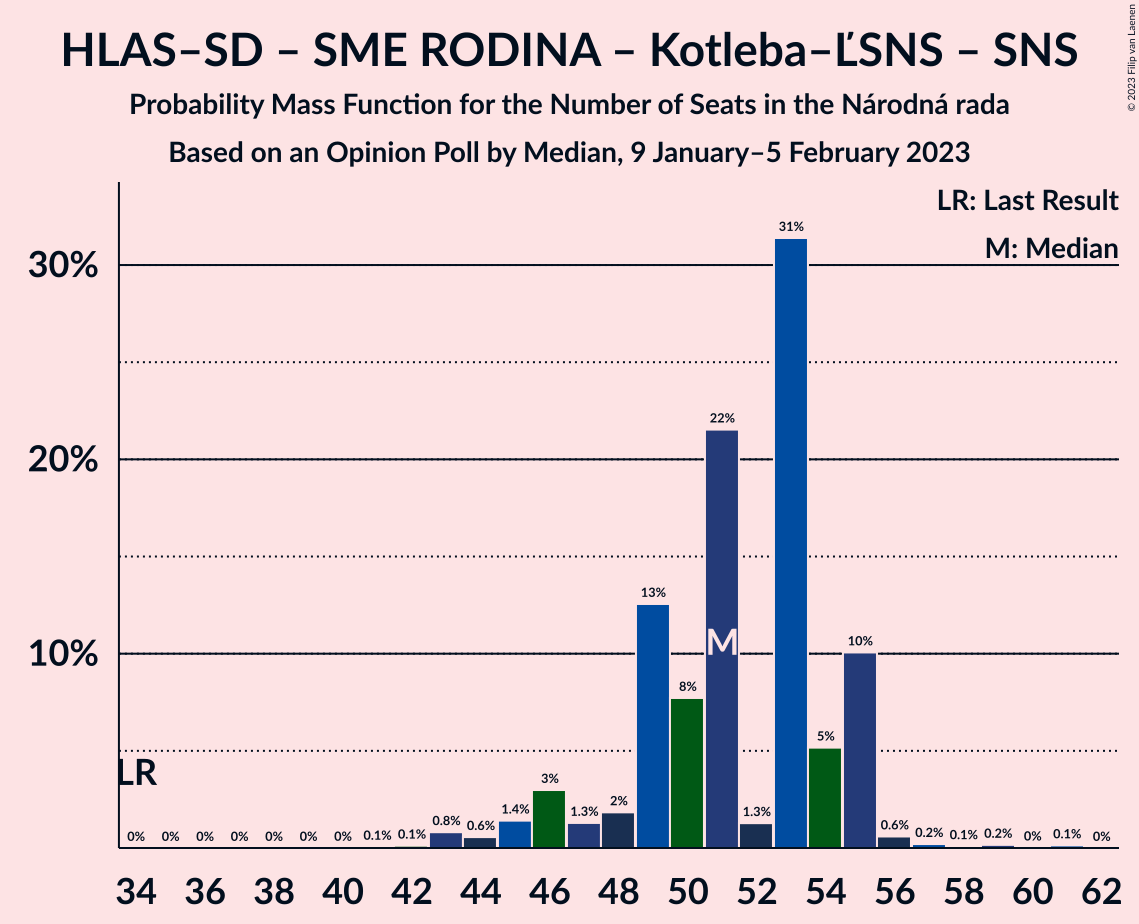 HLAS–SD – SME RODINA – Kotleba–ĽSNS – SNS
Probability Mass Function for the Number of Seats in the Národná rada
Based on an Opinion Poll by Median, 9 January–5 February 2023
© 2023 Filip van Laenen
LR: Last Result
M: Median
30%
20%
10%
31%
22%
13%
M
10%
8%
5%
LR
3%
2%
0% 0% 0% 0% 0% 0% 0% 0.1% 0.1% 0.8% 0.6% 1.4% 1.3% 1.3% 0.6% 0.2% 0.1% 0.2% 0% 0.1% 0%
34 36 38 40 42 44 46 48 50 52 54 56 58 60 62